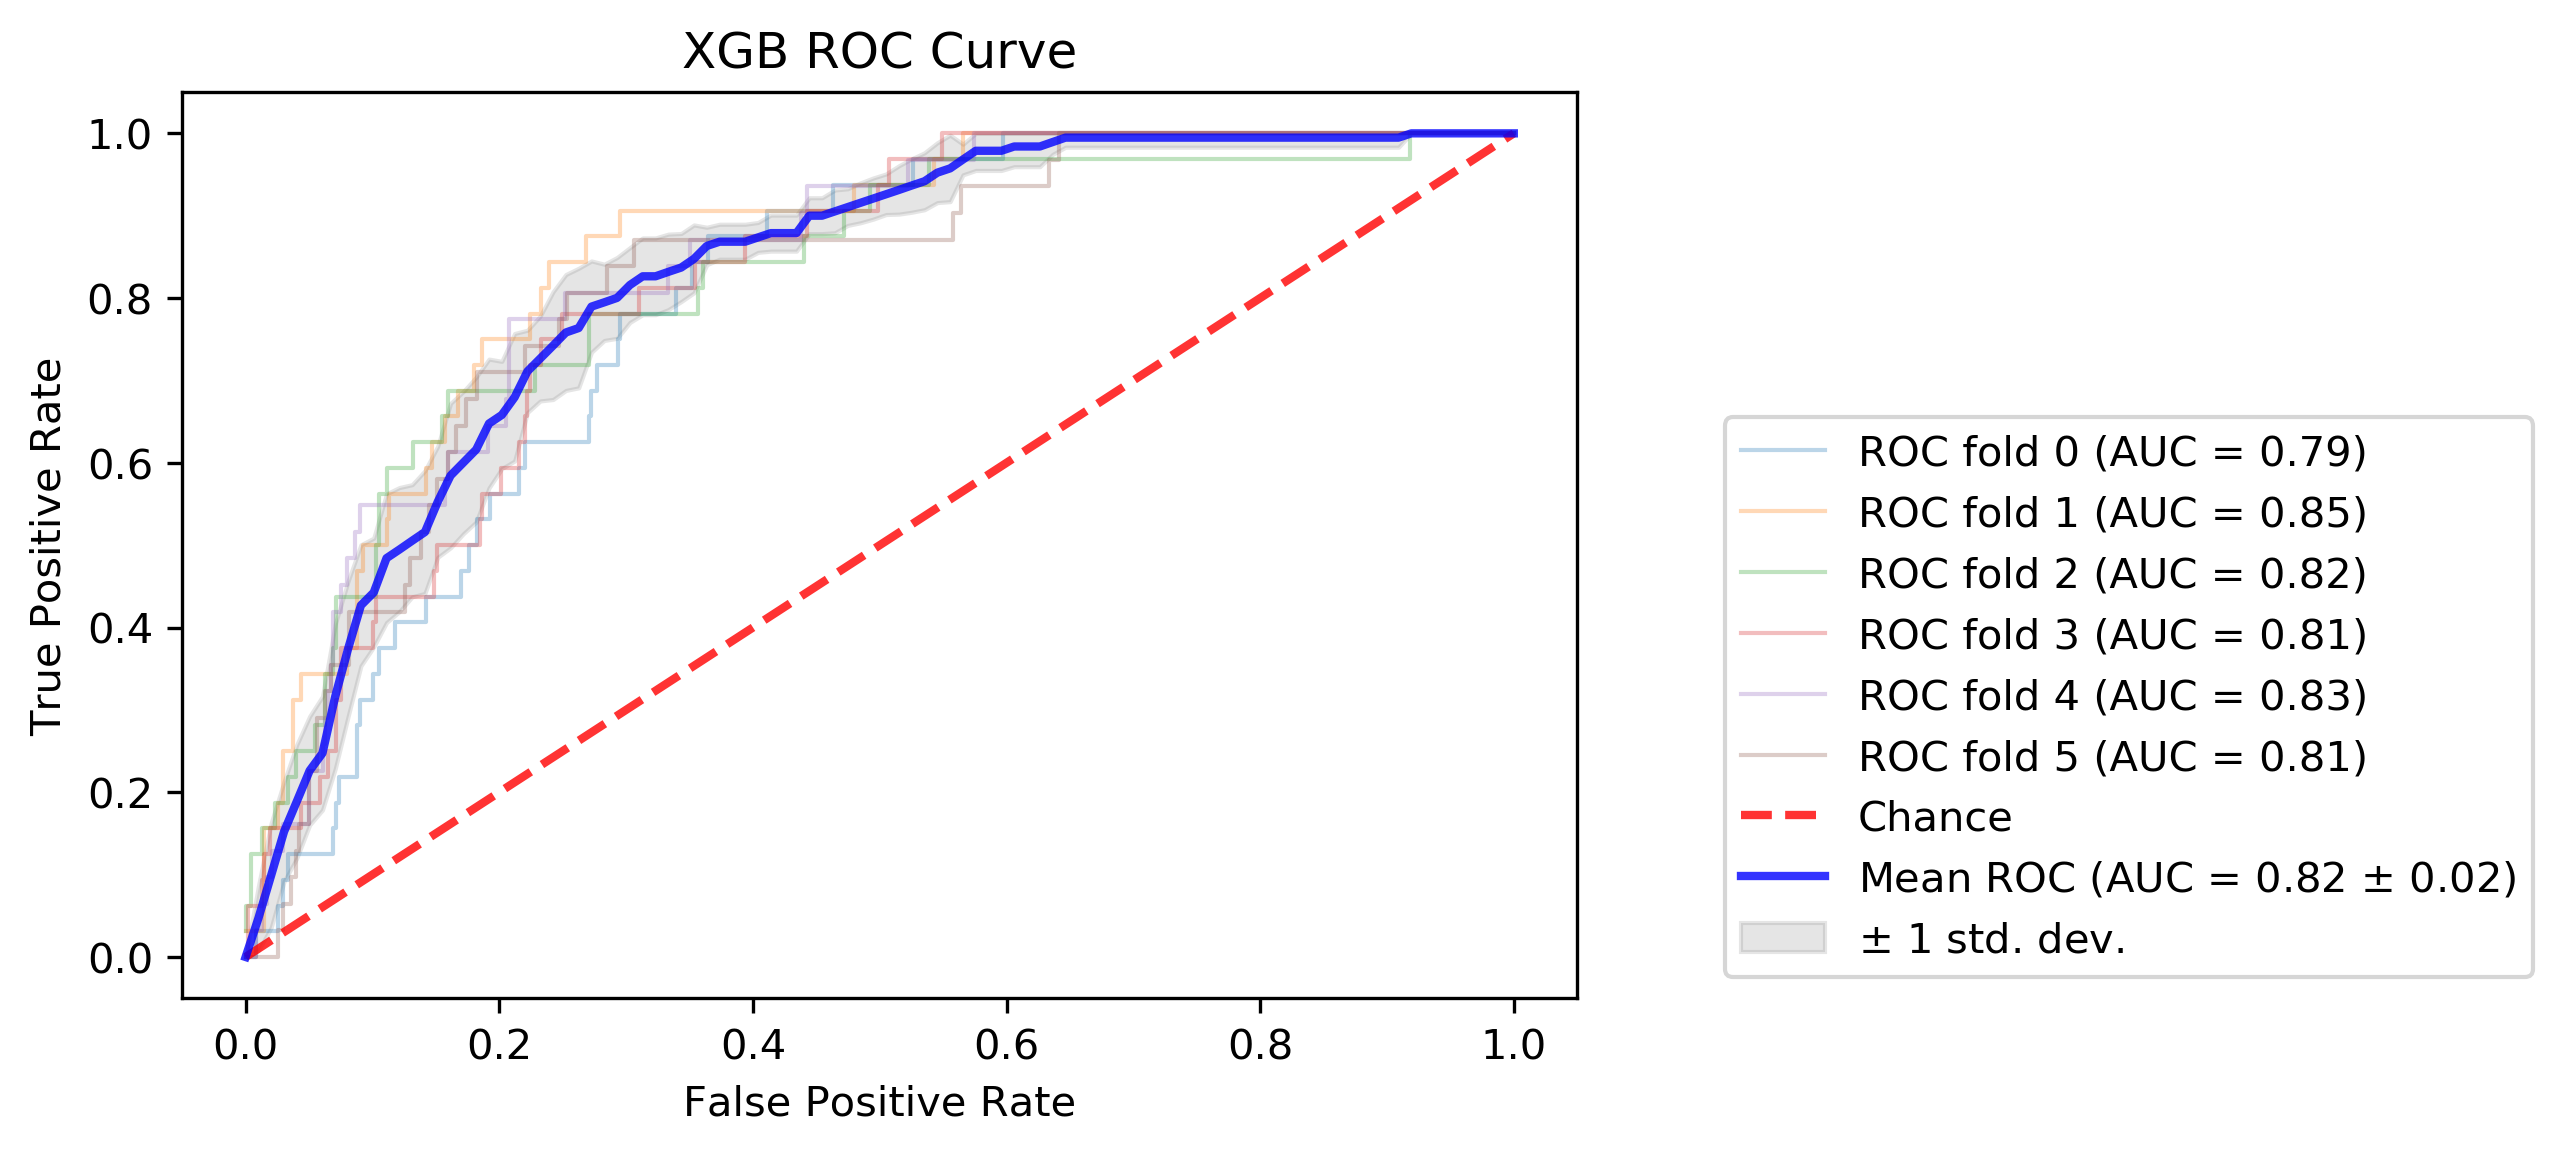 XGB ROC Curve
True Positive Rate
1.0
0.8
0.6
0.4
0.2
0.0
0.0 0.2 0.4 0.6 0.8 1.0
False Positive Rate
ROC fold 0 (AUC = 0.79)
ROC fold 1 (AUC = 0.85)
ROC fold 2 (AUC = 0.82)
ROC fold 3 (AUC = 0.81)
ROC fold 4 (AUC = 0.83)
ROC fold 5 (AUC = 0.81)
Chance
Mean ROC (AUC = 0.82 ± 0.02)
± 1 std. dev.